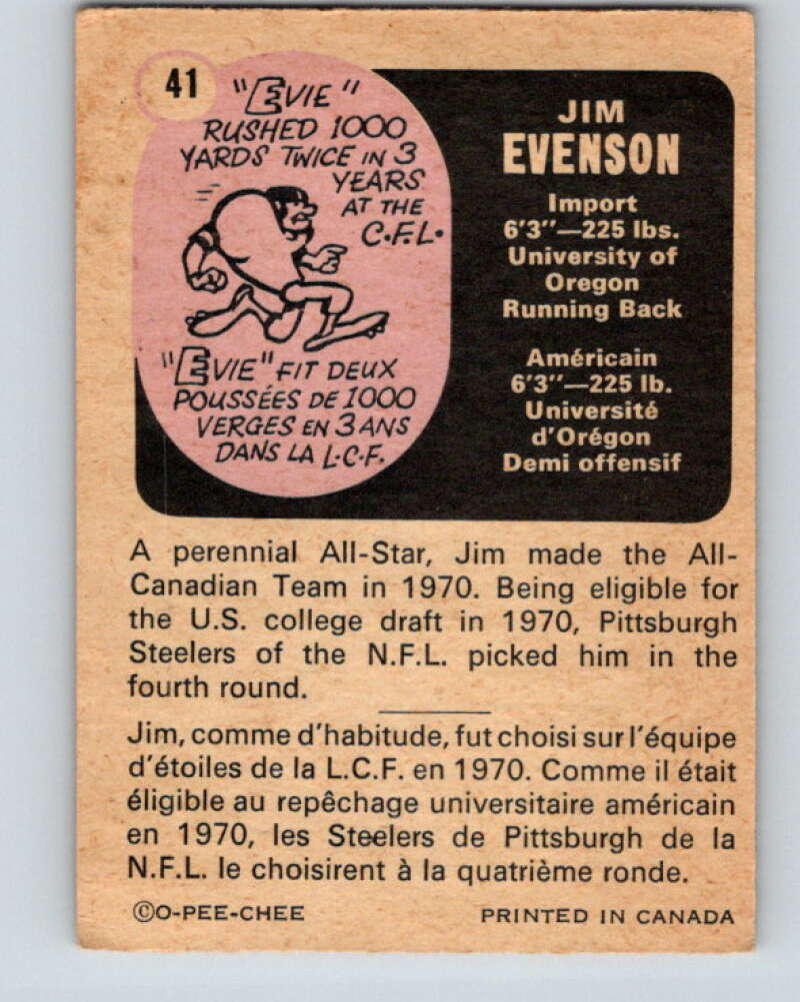 41
"EVIE"
RUSHED 1000
YARDS TWICE IN 3
YEARS
AT THE
C.F.L.
"EVIE" FIT DEUX
POUSSÉES DE 1000
VERGES EN 3 ANS
DANS LA L.C.F.
JIM
EVENSON
Import
6'3"—225 lbs.
University of
Oregon
Running Back
Américain
6'3"—225 lb.
Université
d'Orégon
Demi offensif
A perennial All-Star, Jim made the All-
Canadian Team in 1970. Being eligible for
the U.S. college draft in 1970, Pittsburgh
Steelers of the N.F.L. picked him in the
fourth round.
Jim, comme d'habitude, fut choisi sur l'équipe
d'étoiles de la L.C.F. en 1970. Comme il était
éligible au repêchage universitaire américain
en 1970, les Steelers de Pittsburgh de la
N.F.L. le choisirent à la quatrième ronde.
©O-PEE-CHEE
PRINTED IN CANADA